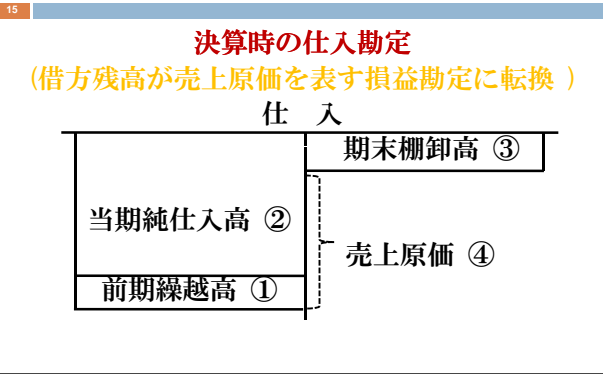 15
決算時の仕入勘定
(借方残高が売上原価を表す損益勘定に転換 )
仕　入
期末棚卸高 ③
当期純仕入高 ②
売上原価 ④
前期繰越高 ①